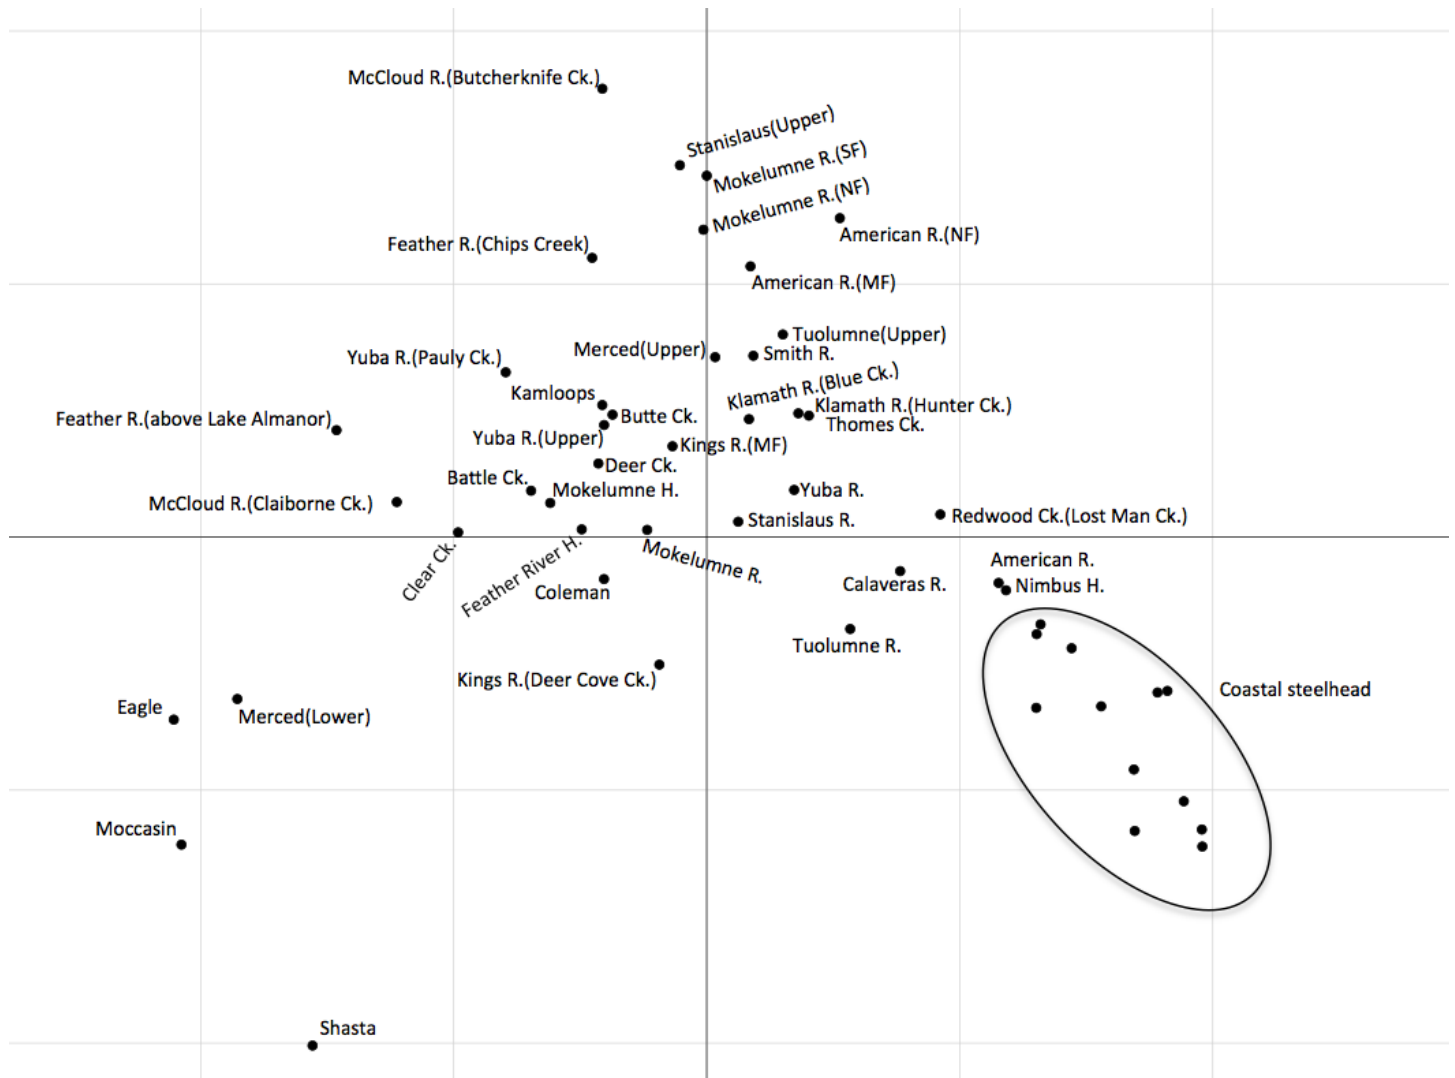 McCloud R.(Butcherknife Ck.)
Stanislaus(Upper)
Mokelumne R.(SF)
Mokelumne R.(NF)
American R.(NF)
Feather R.(Chips Creek)
American R.(MF)
Tuolumne(Upper)
Merced(Upper)
Smith R.
Yuba R.(Pauly Ck.)
Klamath R.(Blue Ck.)
Kamloops
Klamath R.(Hunter Ck.)
Butte Ck.
Feather R.(above Lake Almanor)
Thomes Ck.
Yuba R.(Upper)
Kings R.(MF)
Deer Ck.
Battle Ck.
Mokelumne H.
Yuba R.
McCloud R.(Claiborne Ck.)
Stanislaus R.
Redwood Ck.(Lost Man Ck.)
Clear Ck.
Feather River H.
Mokelumne R.
American R.
Coleman
Calaveras R.
Nimbus H.
Tuolumne R.
Kings R.(Deer Cove Ck.)
Coastal steelhead
Eagle
Merced(Lower)
Moccasin
Shasta